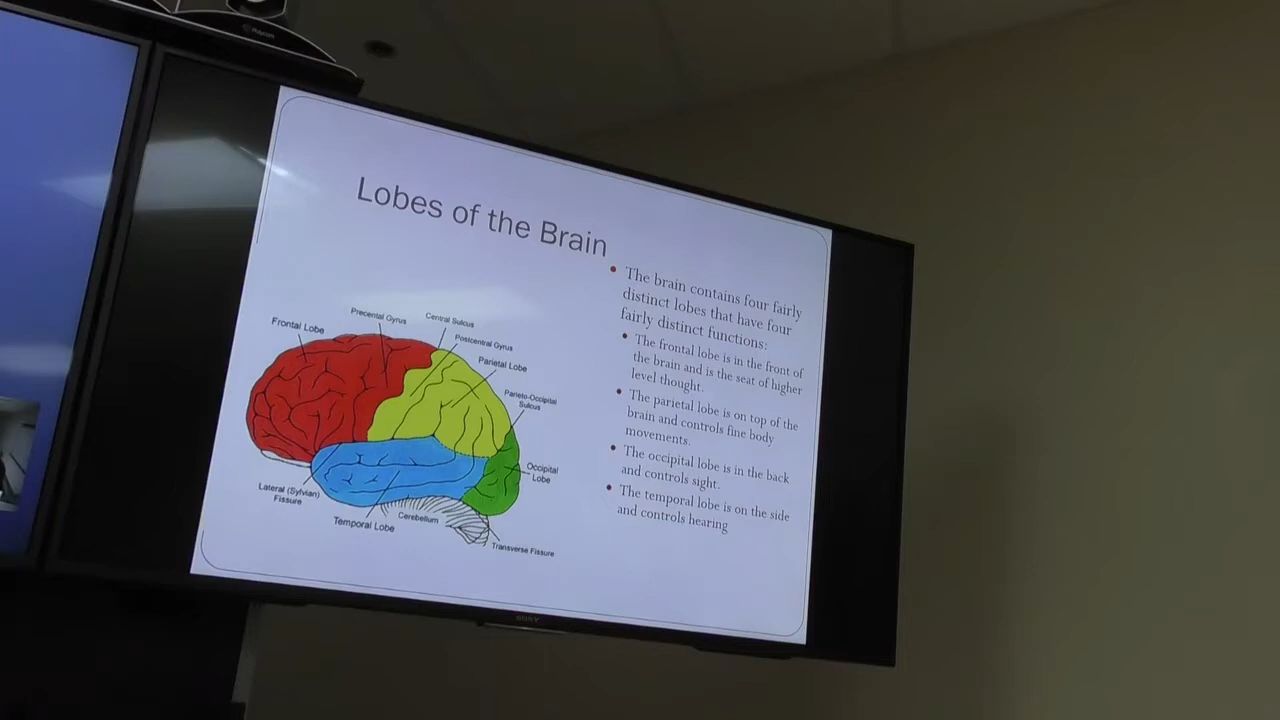 polycom
Lobes of the Brain
The brain contains four fairly
distinct lobes that have four
fairly distinct functions:
The frontal lobe is in the front of
the brain and is the seat of higher
level thought.
The parietal lobe is on top of the
brain and controls fine body
movements.
The occipital lobe is in the back
and controls sight.
The temporal lobe is on the side
and controls hearing
Frontal Lobe
Precental Gyrus
Central Sulcus
Postcentral Gyrus
Parietal Lobe
Parieto-Occipital
Sulcus
Occipital
Lobe
Lateral (Sylvian)
Fissure
Temporal Lobe
Cerebellum
Transverse Fissure
SONY